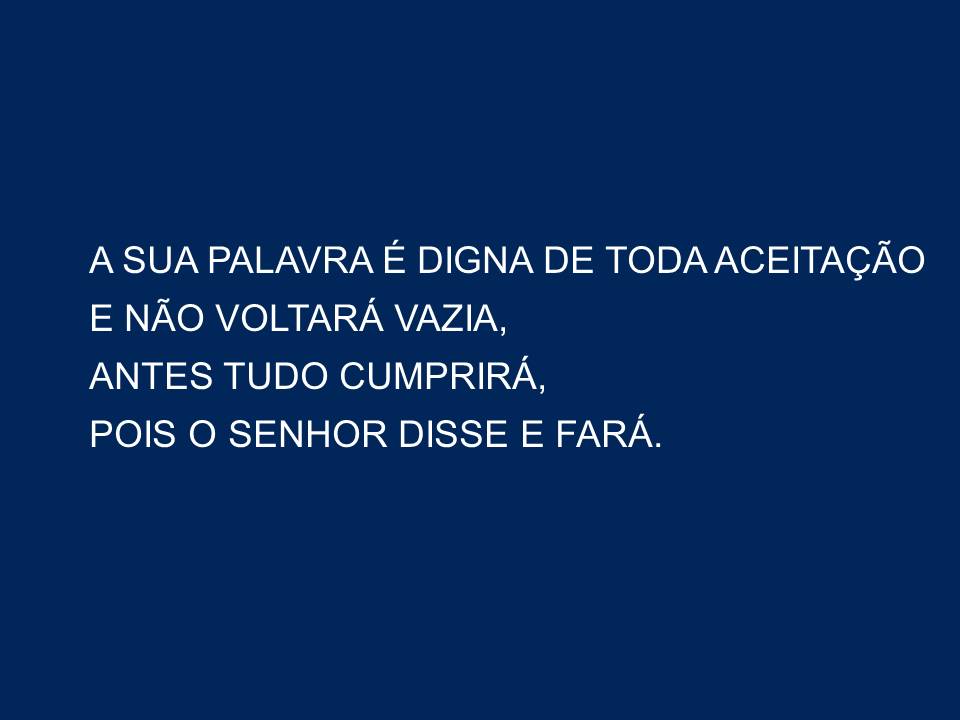 A SUA PALAVRA É DIGNA DE TODA ACEITAÇÃO
E NÃO VOLTARÁ VAZIA,
ANTES TUDO CUMPRIRÁ,
POIS O SENHOR DISSE E FARÁ.